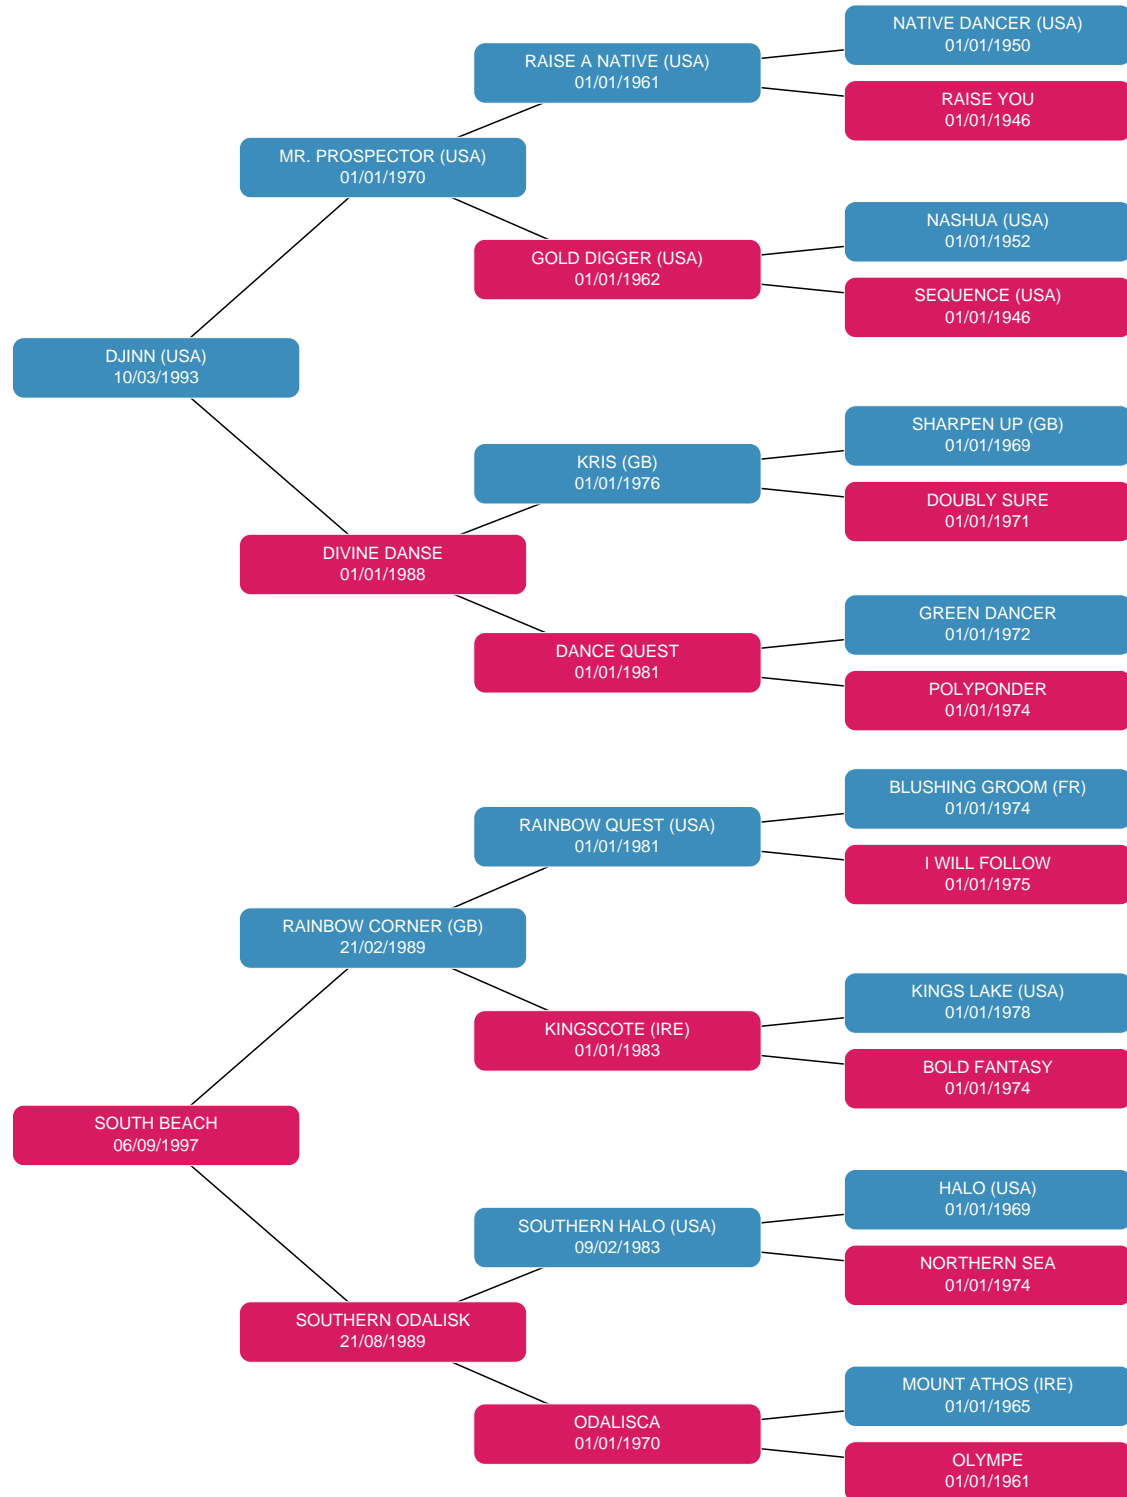 NATIVE DANCER (USA)
01/01/1950
RAISE A NATIVE (USA)
01/01/1961
RAISE YOU
01/01/1946
MR. PROSPECTOR (USA)
01/01/1970
NASHUA (USA)
01/01/1952
GOLD DIGGER (USA)
01/01/1962
SEQUENCE (USA)
01/01/1946
DJINN (USA)
10/03/1993
SHARPEN UP (GB)
01/01/1969
KRIS (GB)
01/01/1976
DOUBLY SURE
01/01/1971
DIVINE DANSE
01/01/1988
GREEN DANCER
01/01/1972
DANCE QUEST
01/01/1981
POLYPONDER
01/01/1974
BLUSHING GROOM (FR)
01/01/1974
RAINBOW QUEST (USA)
01/01/1981
I WILL FOLLOW
01/01/1975
RAINBOW CORNER (GB)
21/02/1989
KINGS LAKE (USA)
01/01/1978
KINGSCOTE (IRE)
01/01/1983
BOLD FANTASY
01/01/1974
SOUTH BEACH
06/09/1997
HALO (USA)
01/01/1969
SOUTHERN HALO (USA)
09/02/1983
NORTHERN SEA
01/01/1974
SOUTHERN ODALISK
21/08/1989
MOUNT ATHOS (IRE)
01/01/1965
ODALISCA
01/01/1970
OLYMPE
01/01/1961